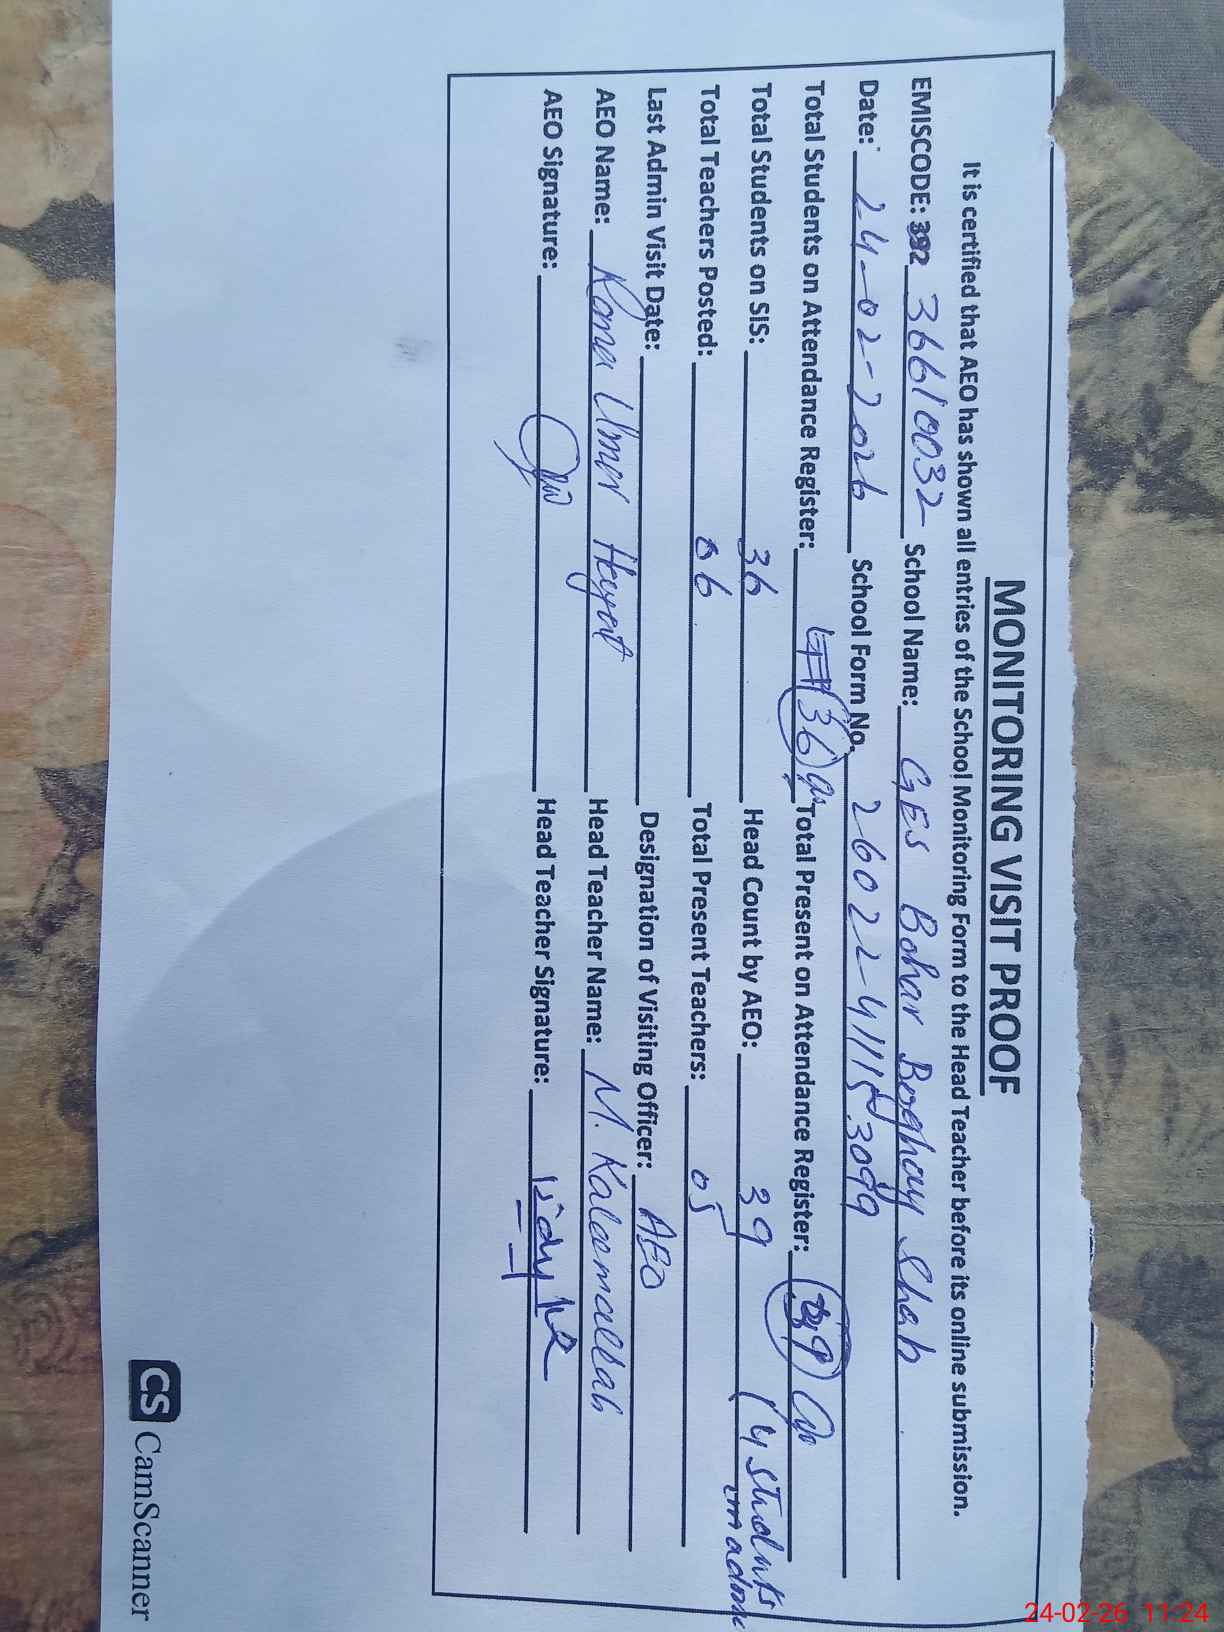 MONITORING VISIT PROOF
It is certified that AEO has shown all entries of the School Monitoring Form to the Head Teacher before its online submission.
EMISCODE: 392 36610032 School Name: GES Bohar Boghay Shah
Date: 24-02-2026 School Form No. 26022411153099
Total Students on Attendance Register: 36 Total Present on Attendance Register: 39
Total Students on SIS: 36 Head Count by AEO: 39 (4 students
Total Teachers Posted: 06 Total Present Teachers: 05
Last Admin Visit Date: Designation of Visiting Officer: AEO
AEO Name: Roma Umer Hayat Head Teacher Name: M. Kaleemullah
AEO Signature: Head Teacher Signature:
CS CamScanner
24-02-26 11:24